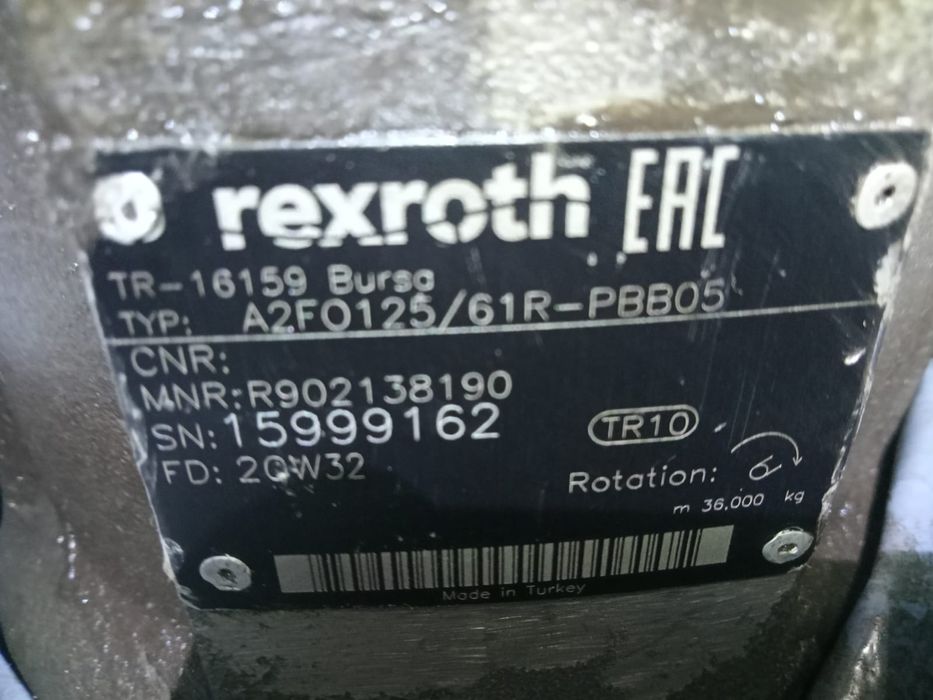 rexroth EAC
TR-16159 Bursa
TYP: A2FO125/61R-PBB05
CNR:
MNR:R902138190
SN:15999162
TR10
FD: 20W32
Rotation:
m 36,000 kg
Made in Turkey